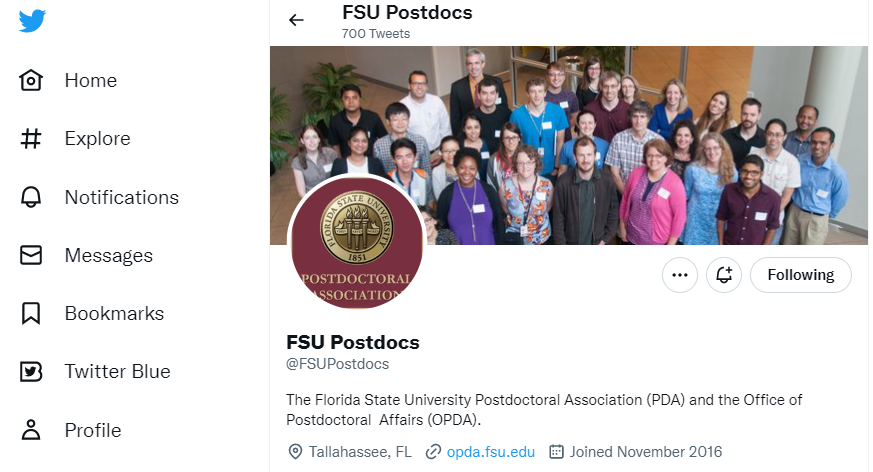 FSU Postdocs
700 Tweets
Home
Explore
Notifications
Messages
Bookmarks
Twitter Blue
Profile
FLORIDA STATE UNIVERSITY
1851
POSTDOCTORAL
ASSOCIATION
Following
FSU Postdocs
@FSUPostdocs
The Florida State University Postdoctoral Association (PDA) and the Office of
Postdoctoral Affairs (OPDA).
Tallahassee, FL opda.fsu.edu Joined November 2016